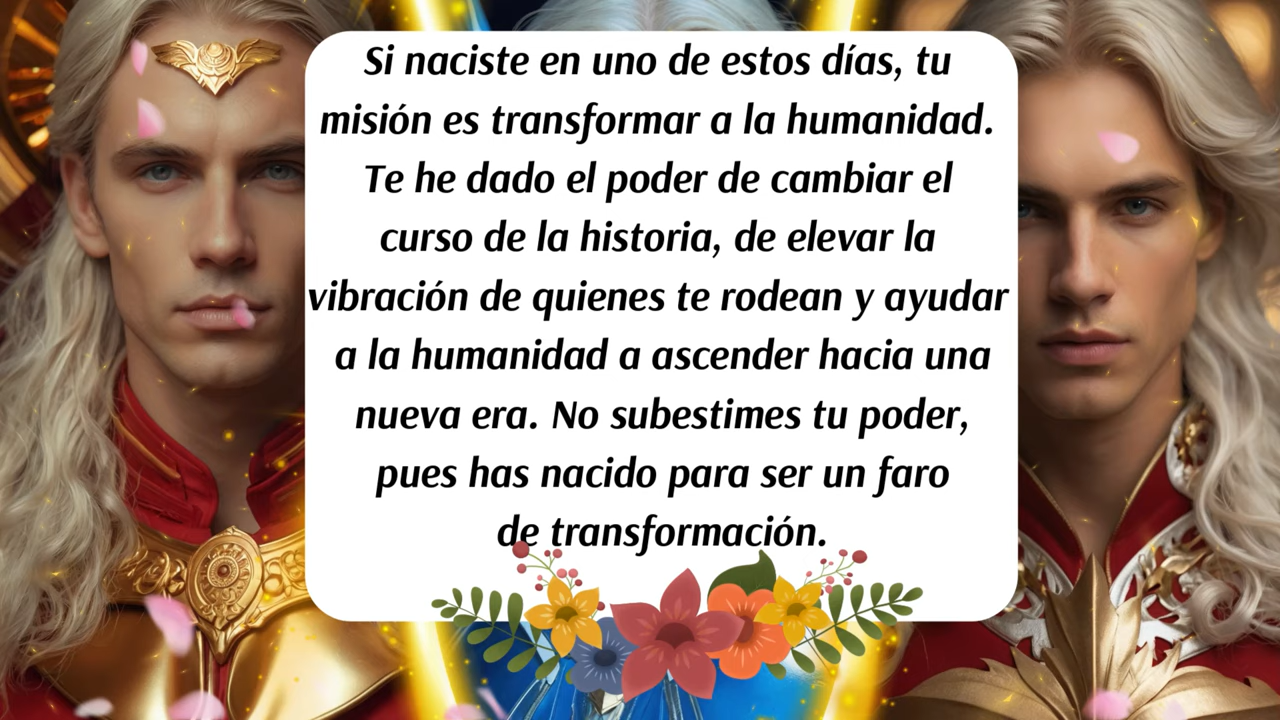 Si naciste en uno de estos días, tu
misión es transformar a la humanidad.
Te he dado el poder de cambiar el
curso de la historia, de elevar la
vibración de quienes te rodean y ayudar
a la humanidad a ascender hacia una
nueva era. No subestimes tu poder,
pues has nacido para ser un faro
de transformación.